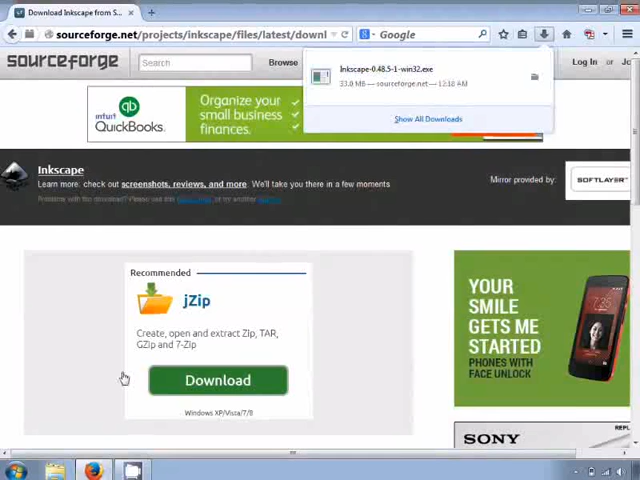 Download Inkscape from S...
sourceforge.net/projects/inkscape/files/latest/downl
Google
sourceforge
Search
Browse
Log In
Jo
Inkscape-0.48.5-1-win32.exe
33.0 MB — sourceforge.net — 12:18 AM
Show All Downloads
intuit
QuickBooks
Organize your
small business
finances.
Inkscape
Learn more: check out screenshots, reviews, and more. We'll take you there in a few moments
Problems with the download? Please use this
or try another
Mirror provided by:
SOFTLAYER
Recommended
jZip
Create, open and extract Zip, TAR,
GZip and 7-Zip
Download
Windows XP/Vista/7/8
YOUR
SMILE
GETS ME
STARTED
PHONES WITH
FACE UNLOCK
7:25
SONY
REPL